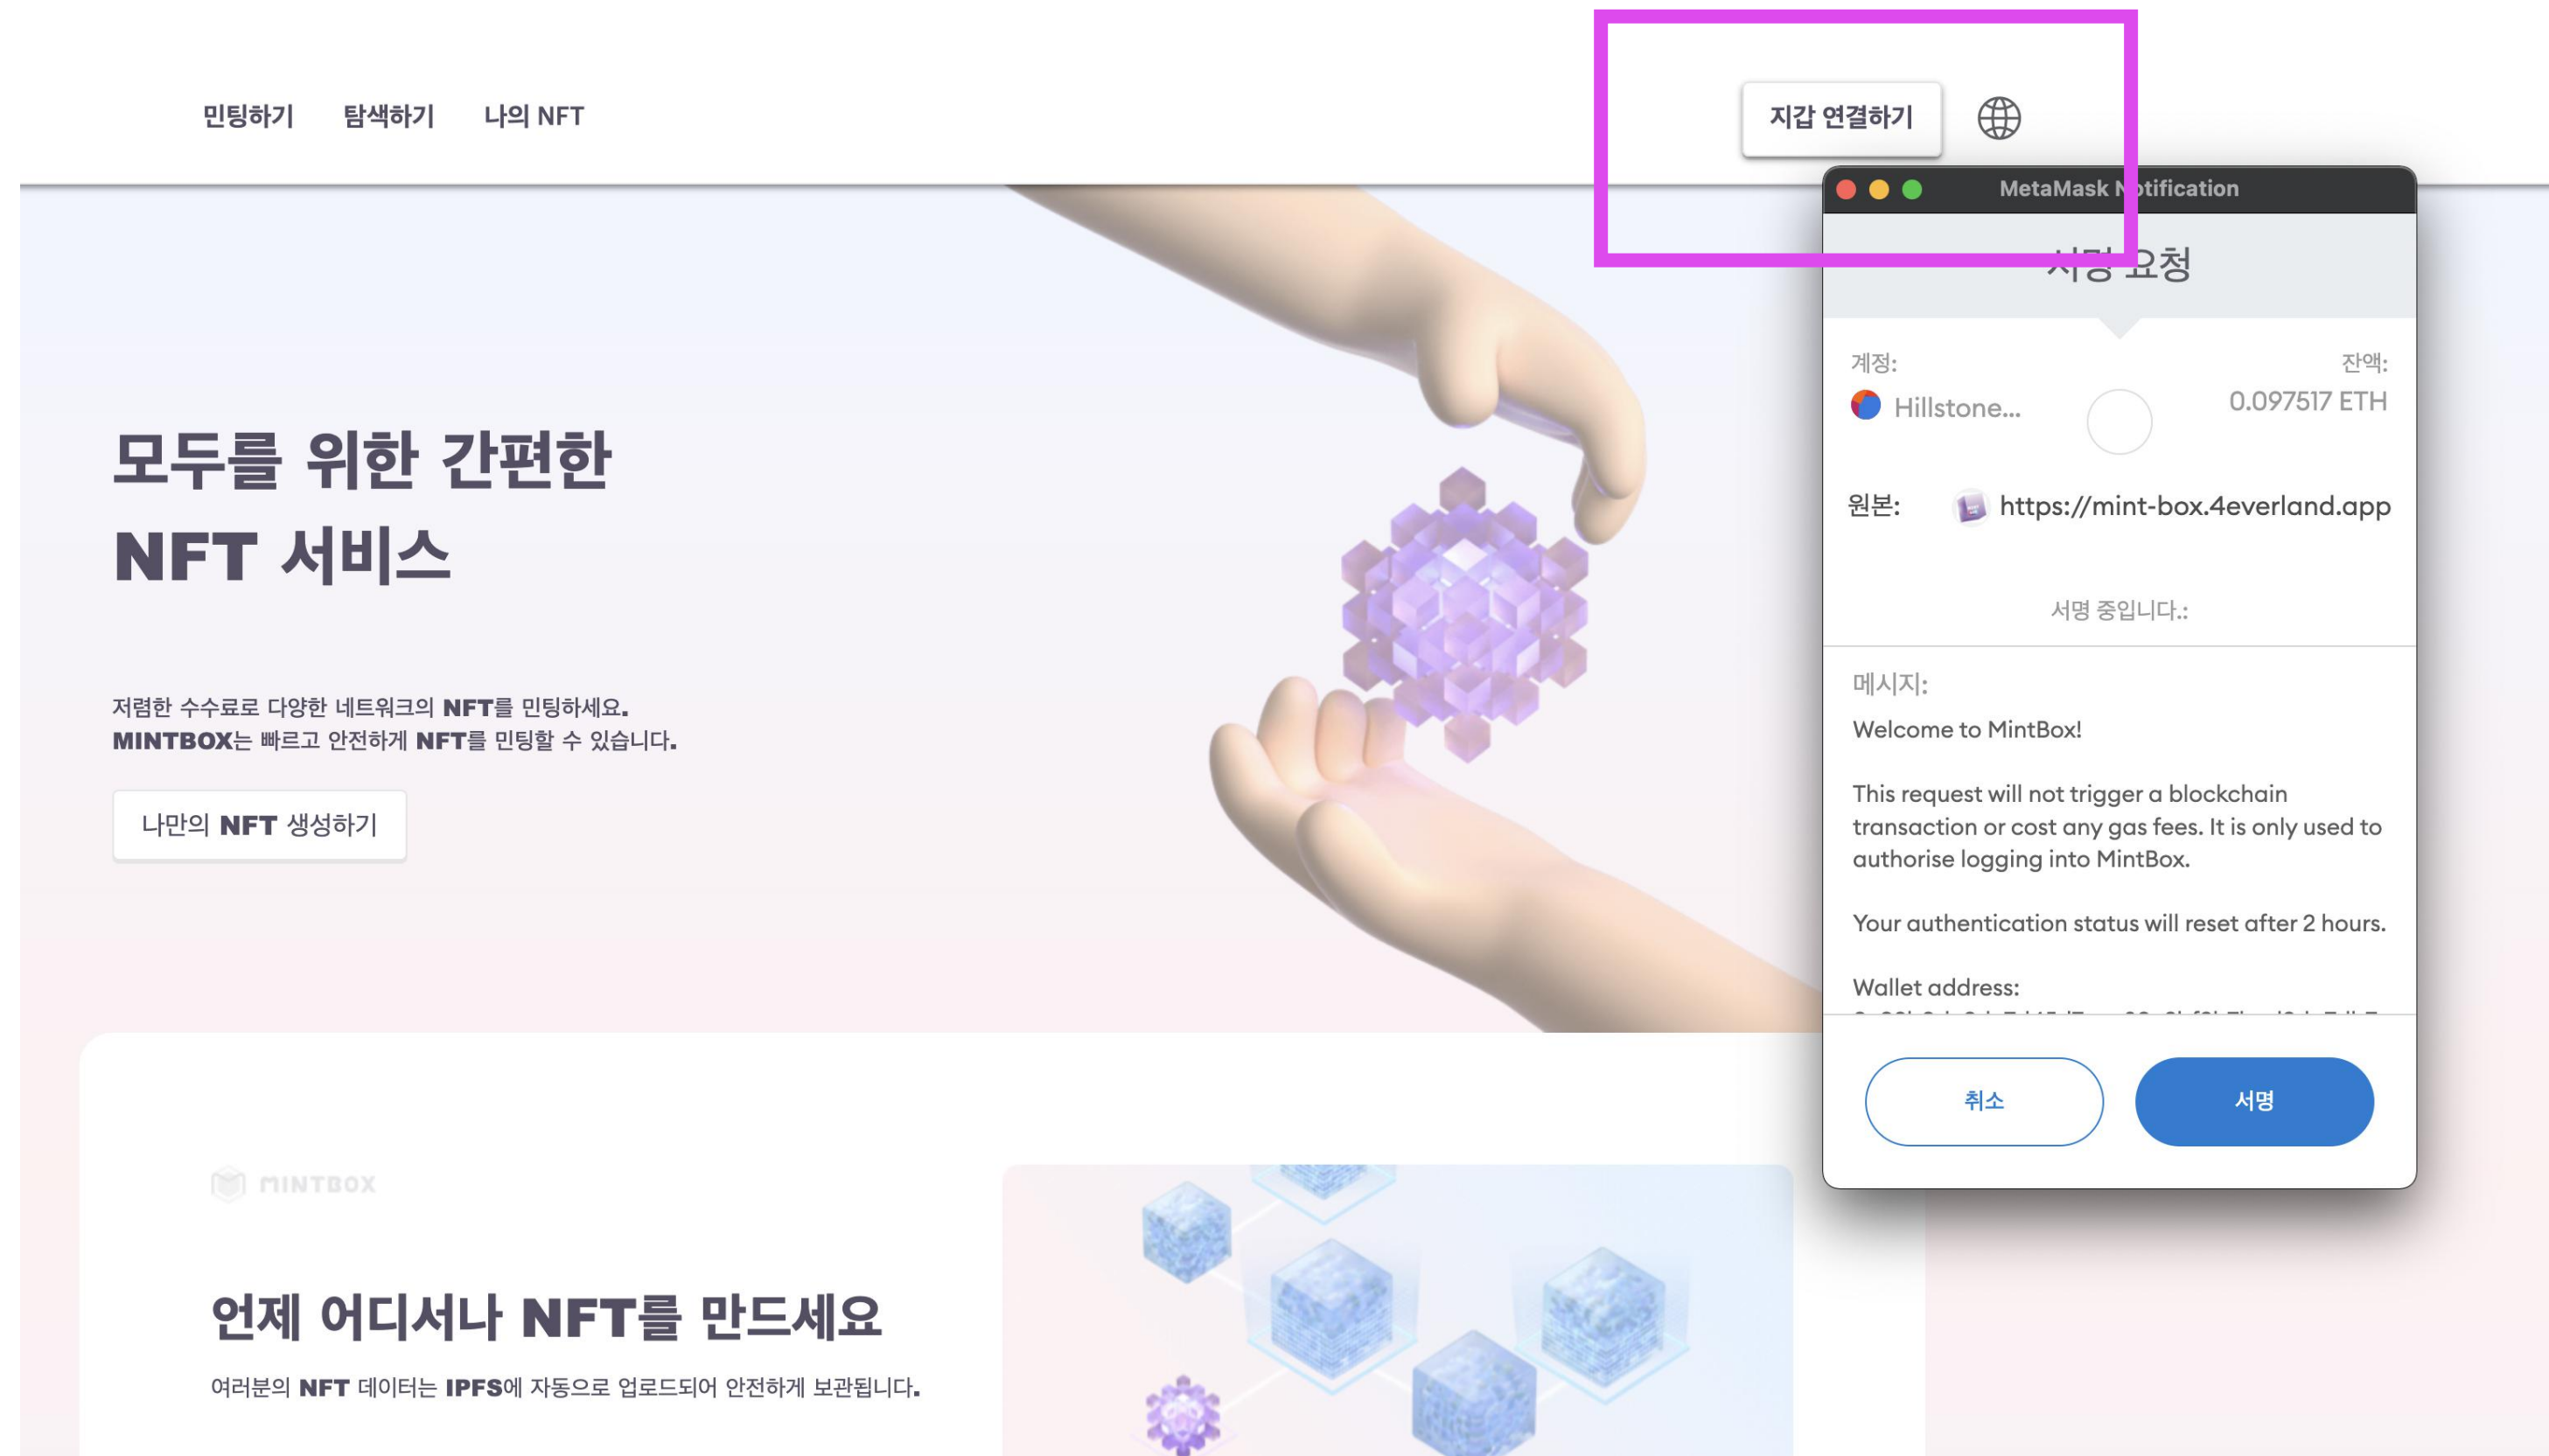 민팅하기 탐색하기 나의 NFT
지갑 연결하기
모두를 위한 간편한
NFT 서비스
저렴한 수수료로 다양한 네트워크의 NFT를 민팅하세요.
MINTBOX는 빠르고 안전하게 NFT를 민팅할 수 있습니다.
나만의 NFT 생성하기
MetaMask Notification
서명 요청
계정:
잔액:
Hillstone...
0.097517 ETH
원본: https://mint-box.4everland.app
서명 중입니다.:
메시지:
Welcome to MintBox!
This request will not trigger a blockchain
transaction or cost any gas fees. It is only used to
authorise logging into MintBox.
Your authentication status will reset after 2 hours.
Wallet address:
취소 서명
MINTBOX
언제 어디서나 NFT를 만드세요
여러분의 NFT 데이터는 IPFS에 자동으로 업로드되어 안전하게 보관됩니다.